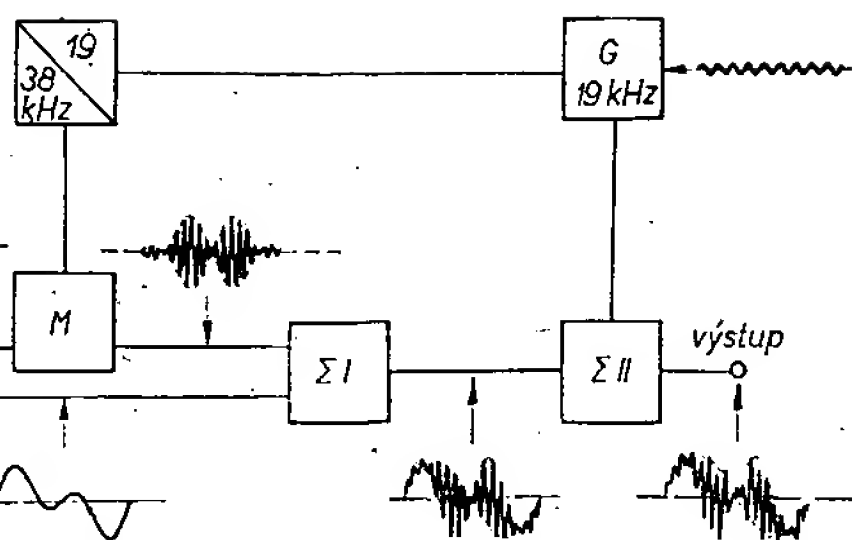 19
38
kHz
G
19 kHz
M
Σ I
Σ II
výstup